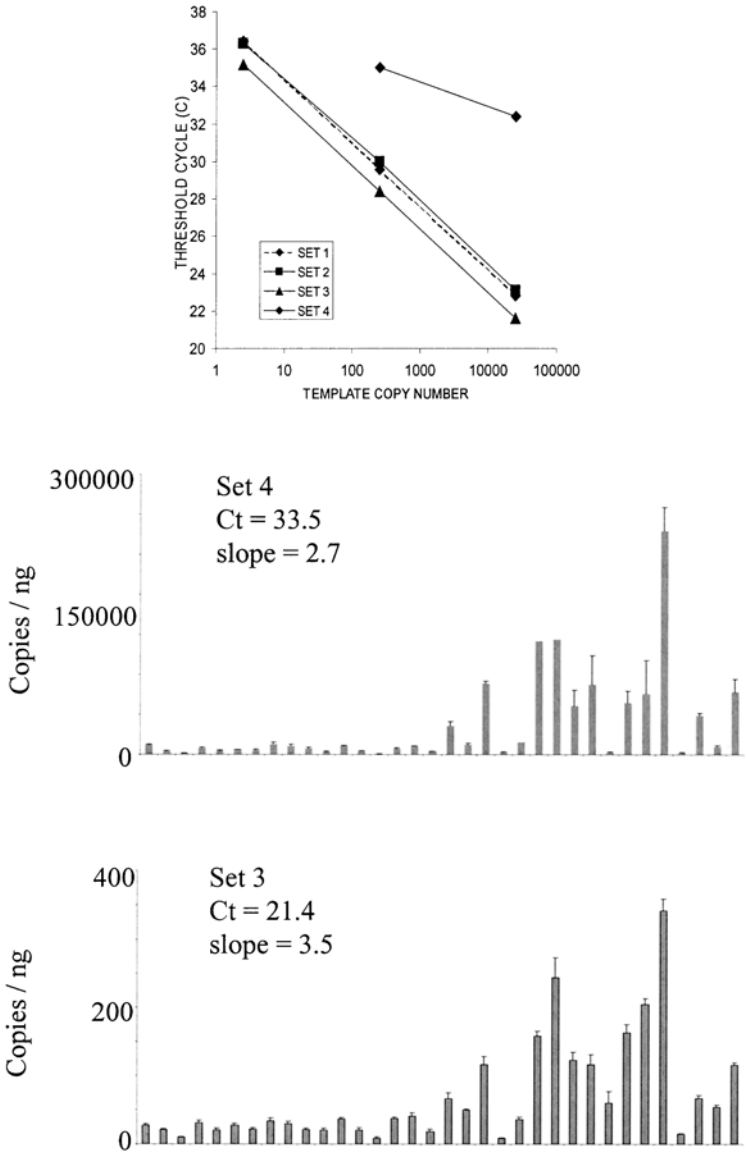 38
36
34
32
30
28
26
24
22
20
THRESHOLD CYCLE (C)
SET 1
SET 2
SET 3
SET 4
1 10 100 1000 10000 100000
TEMPLATE COPY NUMBER
300000
150000
0
Copies / ng
Set 4
Ct = 33.5
slope = 2.7
400
200
0
Copies / ng
Set 3
Ct = 21.4
slope = 3.5